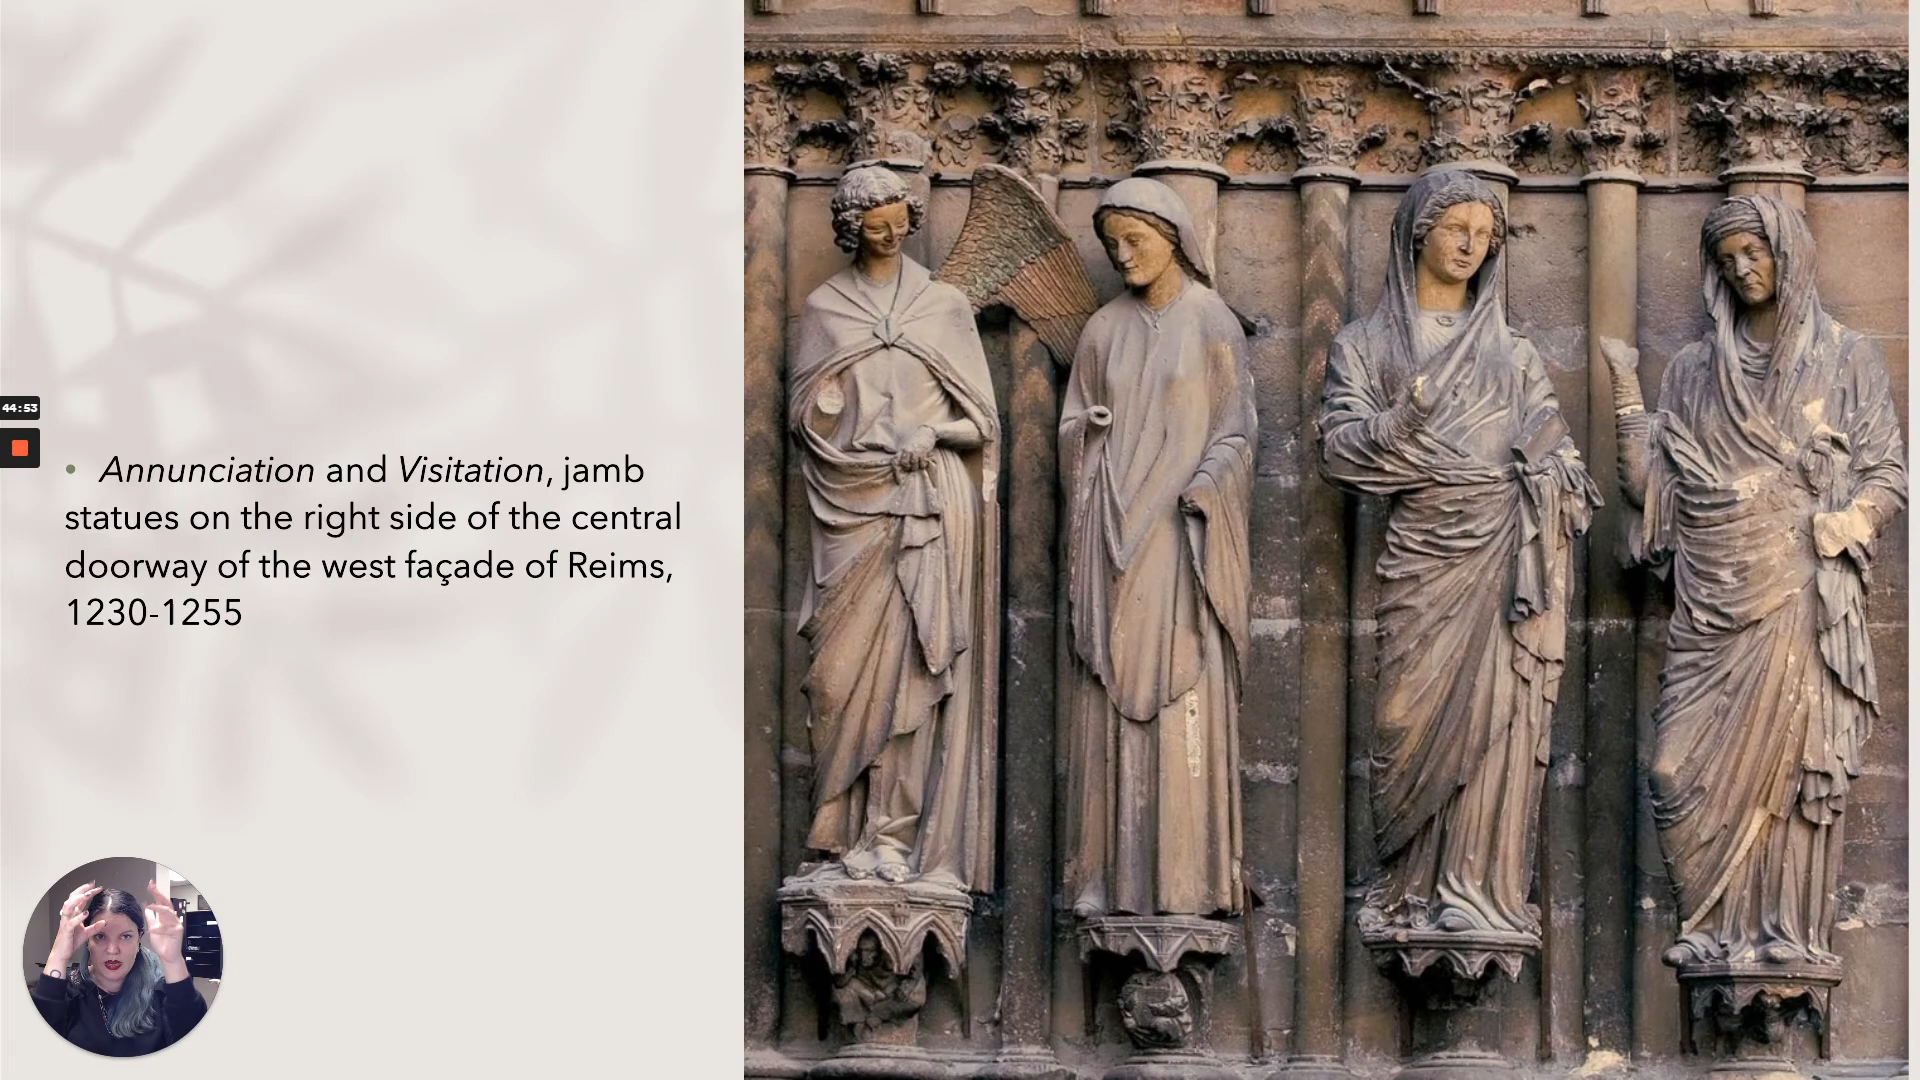 44:53
• Annunciation and Visitation, jamb
statues on the right side of the central
doorway of the west façade of Reims,
1230-1255